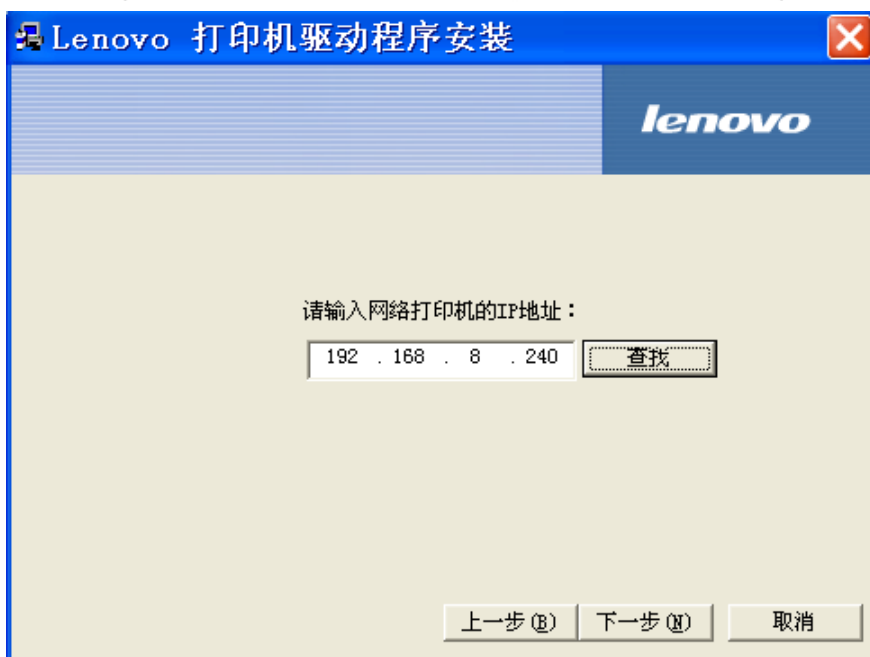 Lenovo 打印机驱动程序安装
lenovo
请输入网络打印机的IP地址：
192 . 168 . 8 . 240 查找
上一步(B) 下一步(N) 取消